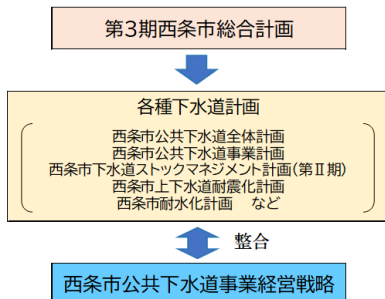 第3期西条市総合計画
各種下水道計画
西条市公共下水道全体計画
西条市公共下水道事業計画
西条市下水道ストックマネジメント計画(第Ⅱ期)
西条市上下水道耐震化計画
西条市耐水化計画　など
整合
西条市公共下水道事業経営戦略